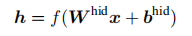 h = f(W^hid x + b^hid)